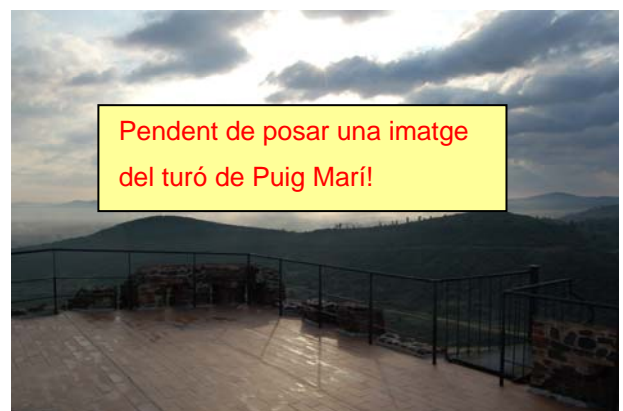 Pendent de posar una imatge
del turó de Puig Marí!